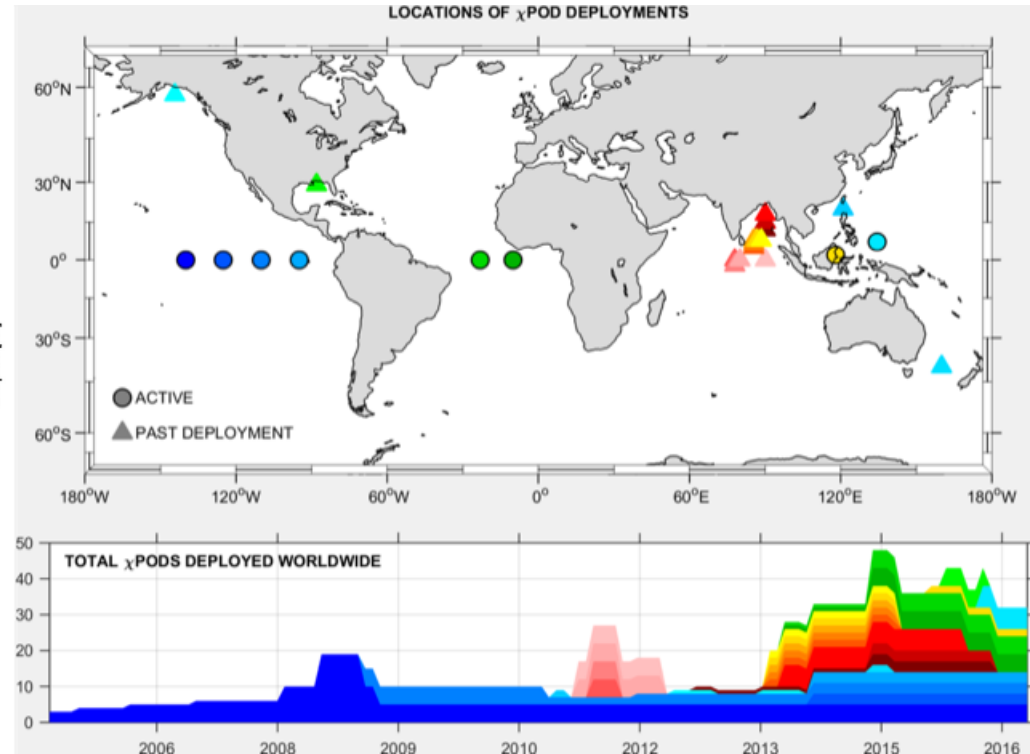 LOCATIONS OF χPOD DEPLOYMENTS
60°N
30°N
0°
30°S
60°S
ACTIVE
PAST DEPLOYMENT
180°W 120°W 60°W 0° 60°E 120°E 180°W
TOTAL χPODS DEPLOYED WORLDWIDE
50
40
30
20
10
0
2006 2008 2009 2010 2012 2013 2015 2016